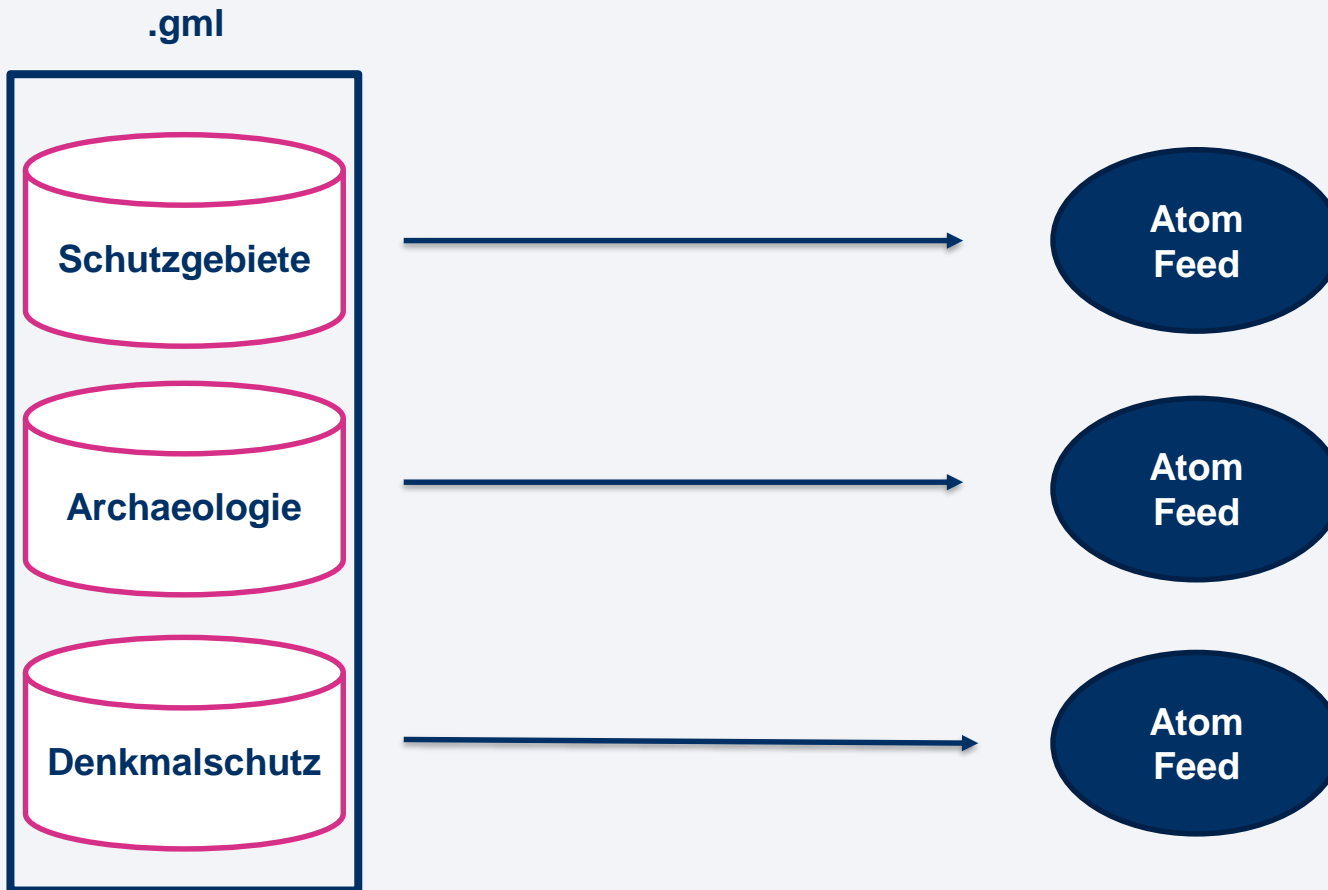 .gml
Schutzgebiete
Atom
Feed
Archaeologie
Atom
Feed
Denkmalschutz
Atom
Feed